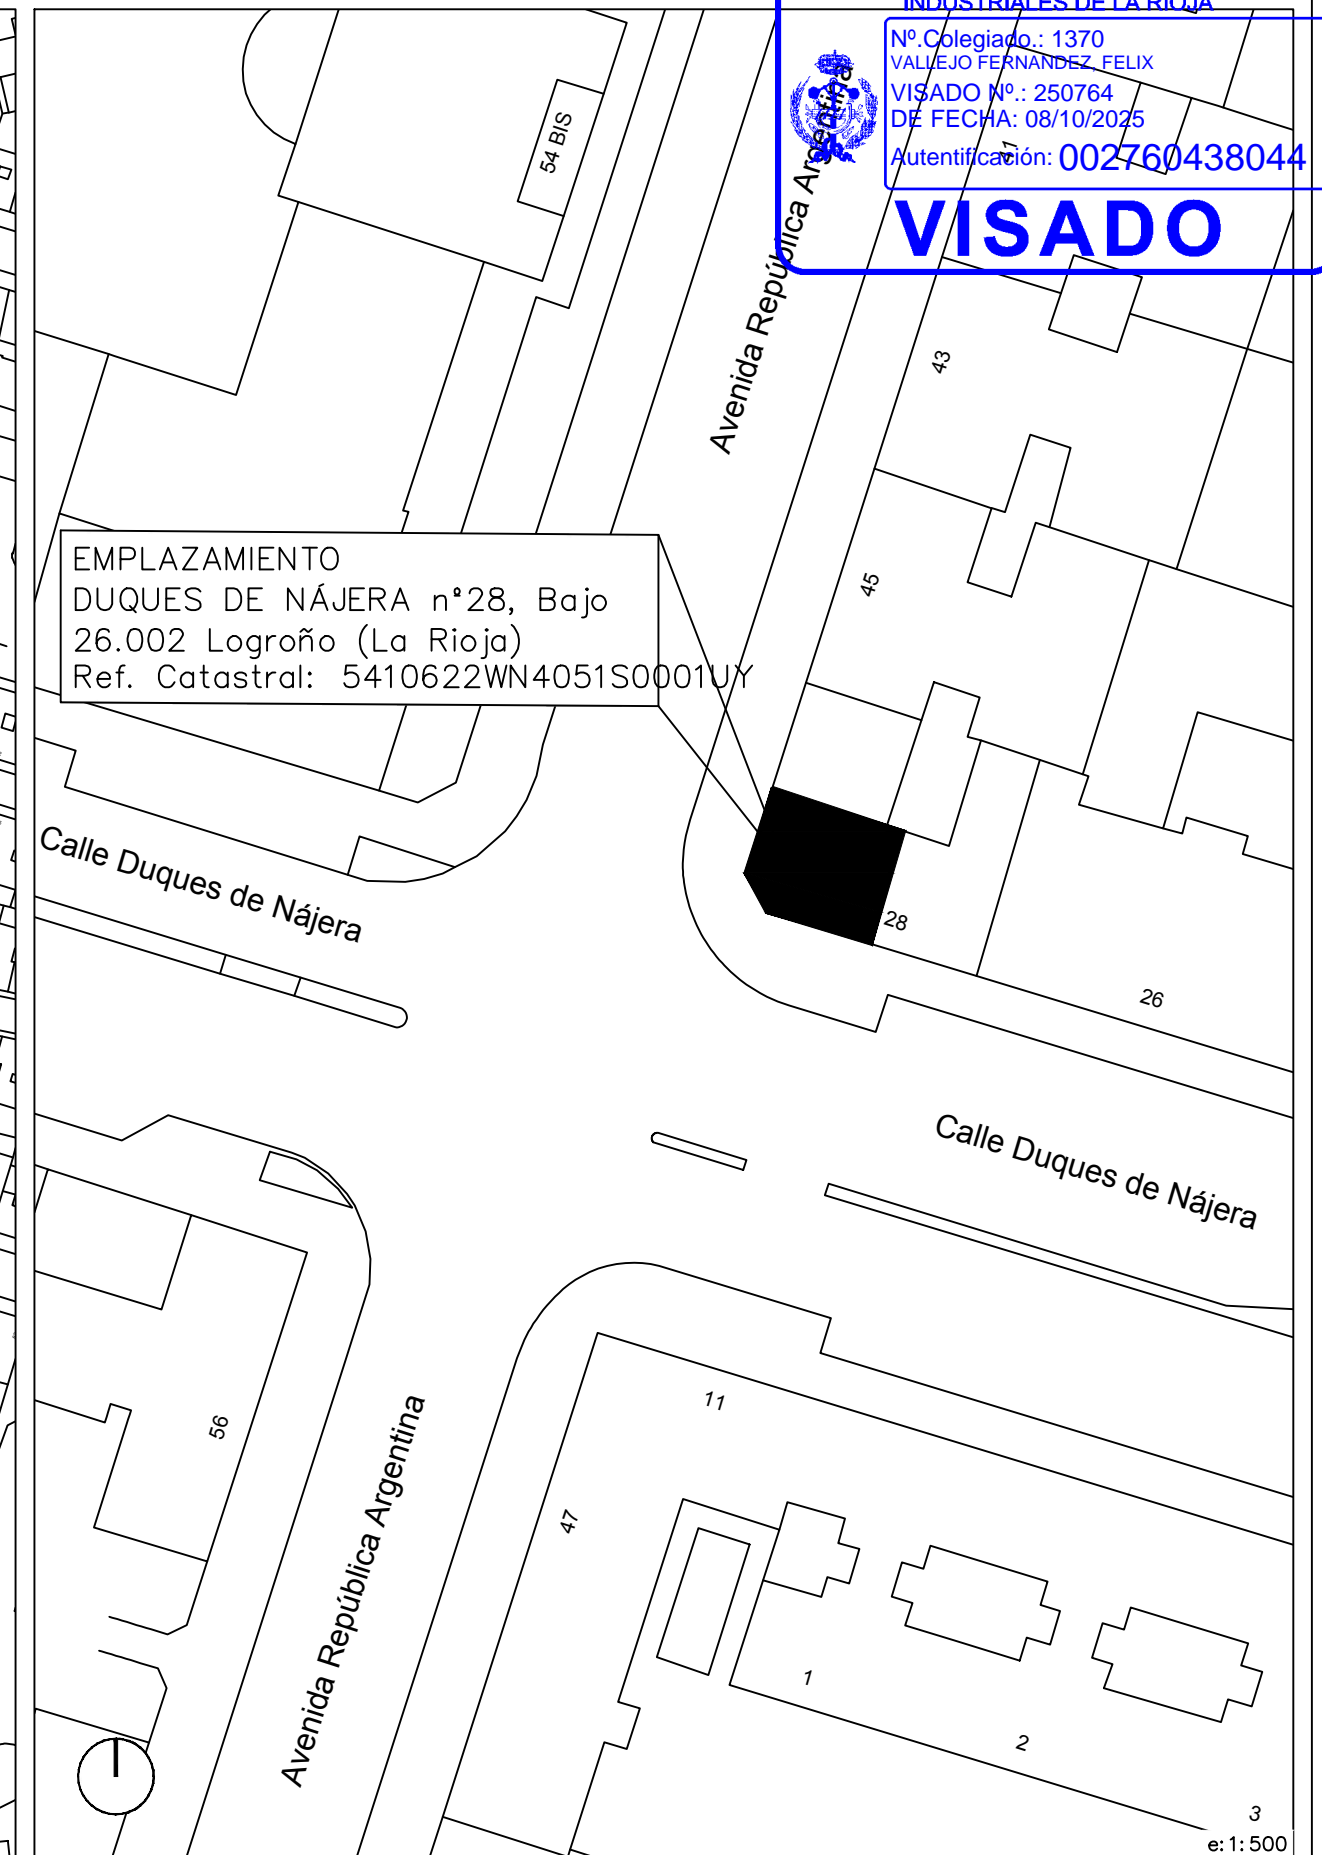 INDUSTRIALES DE LA RIOJA
Nº.Colegiado.: 1370
VALLEJO FERNANDEZ, FELIX
VISADO Nº.: 250764
DE FECHA: 08/10/2025
Autentificación: 002760438044
VISADO
54 BIS
Avenida República Argentina
41
43
45
EMPLAZAMIENTO
DUQUES DE NÁJERA nº28, Bajo
26.002 Logroño (La Rioja)
Ref. Catastral: 5410622WN4051S0001UY
Calle Duques de Nájera
28
26
Calle Duques de Nájera
11
56
47
Avenida República Argentina
1
2
3
e:1:500